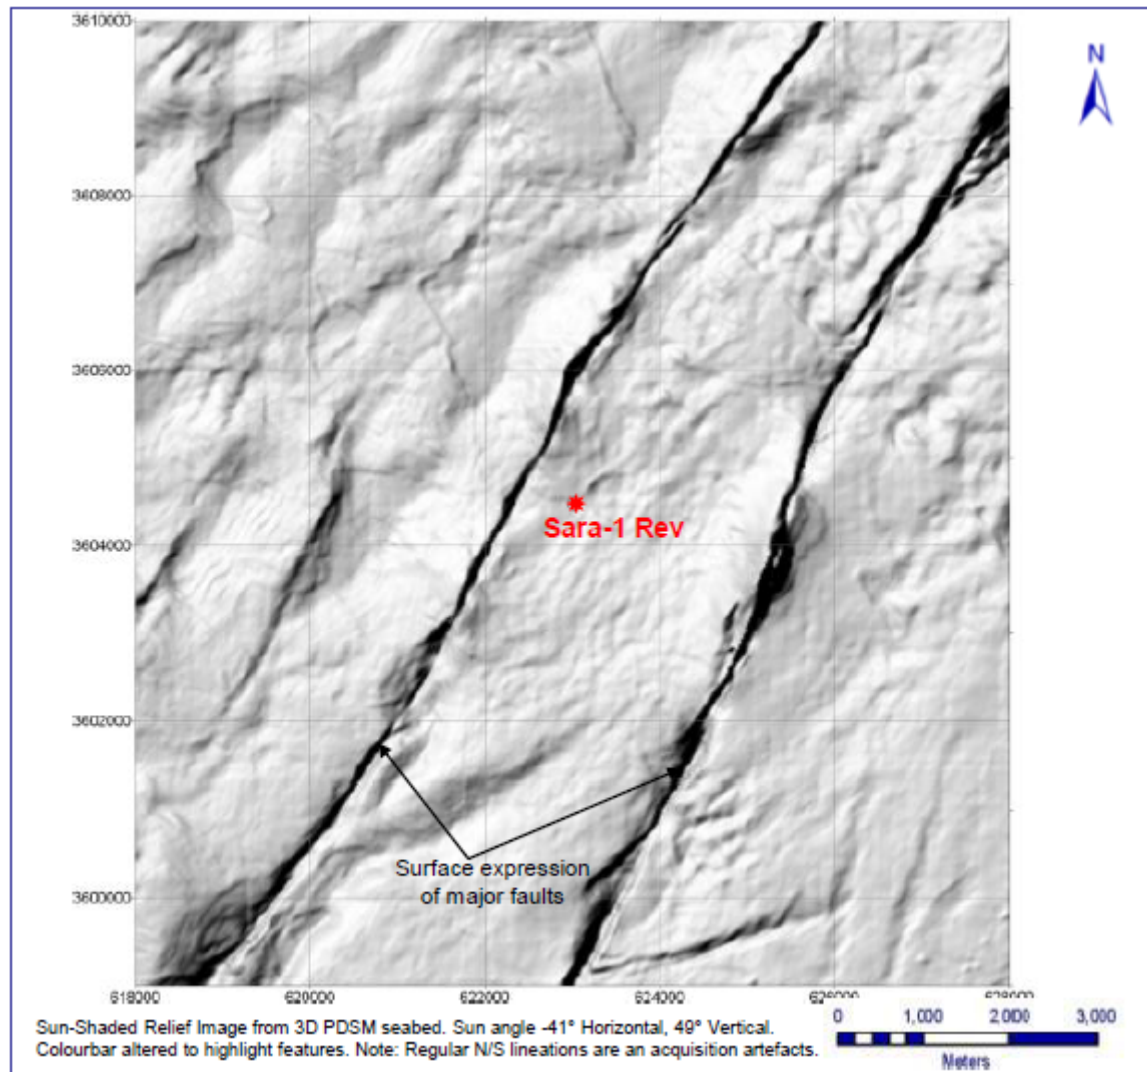 3610000
N
3608000
3606000
Sara-1 Rev
3604000
3602000
Surface expression
of major faults
3600000
618000 620000 622000 624000 626000 628000
Sun-Shaded Relief Image from 3D PDSM seabed. Sun angle -41° Horizontal, 49° Vertical.
Colourbar altered to highlight features. Note: Regular N/S lineations are an acquisition artefacts.
0 1,000 2,000 3,000
Meters